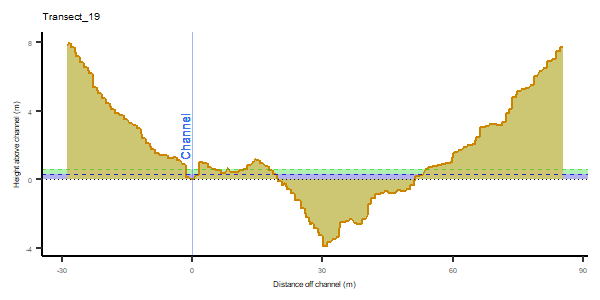 Transect_19
8
4
0
-4
Height above channel (m)
Channel
-30
0
30
60
90
Distance off channel (m)